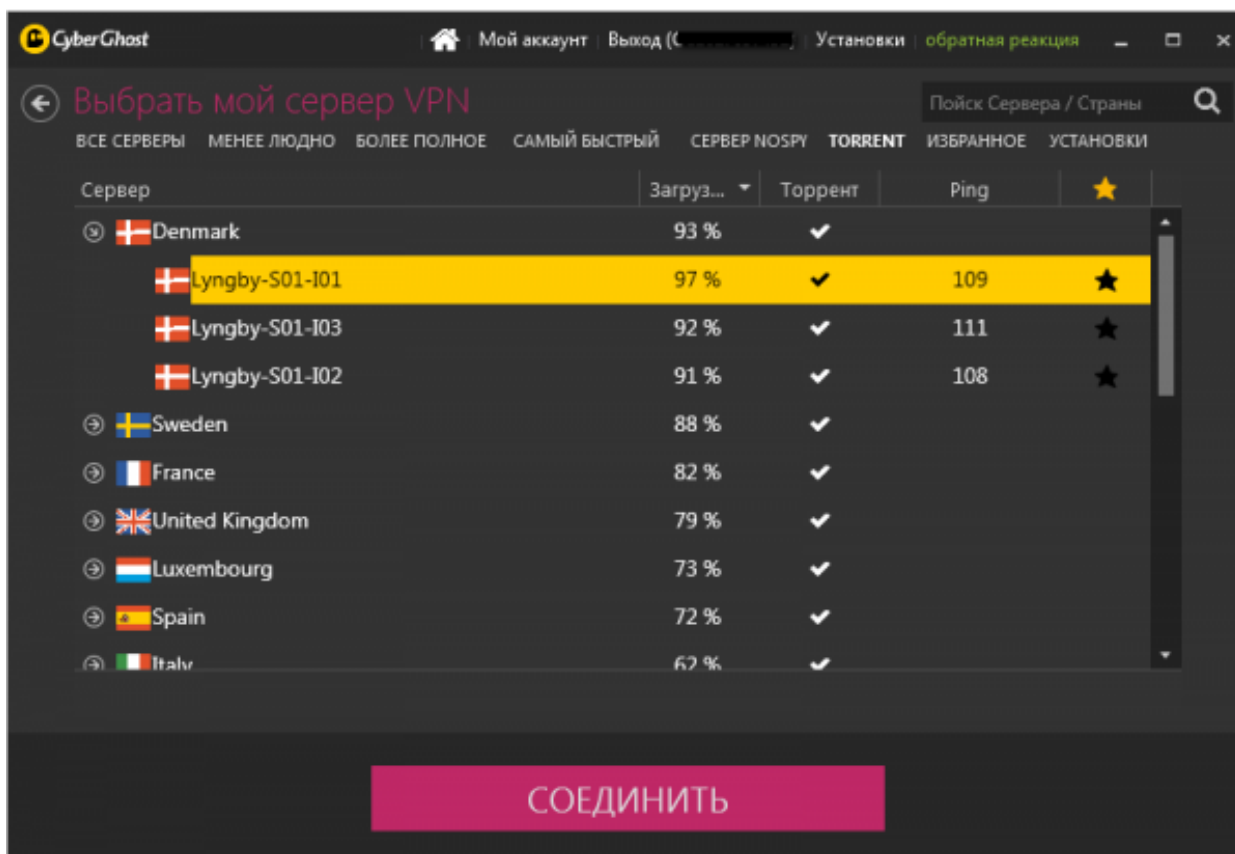 CyberGhost Мой аккаунт Выход (C ) Установки обратная реакция
Выбрать мой сервер VPN Поиск Сервера / Страны
ВСЕ СЕРВЕРЫ МЕНЕЕ ЛЮДНО БОЛЕЕ ПОЛНОЕ САМЫЙ БЫСТРЫЙ СЕРВЕР NOSPY TORRENT ИЗБРАННОЕ УСТАНОВКИ
Сервер Загруз... Торрент Ping
Denmark 93 %
Lyngby-S01-I01 97 % 109
Lyngby-S01-I03 92 % 111
Lyngby-S01-I02 91 % 108
Sweden 88 %
France 82 %
United Kingdom 79 %
Luxembourg 73 %
Spain 72 %
Italy 62 %
СОЕДИНИТЬ